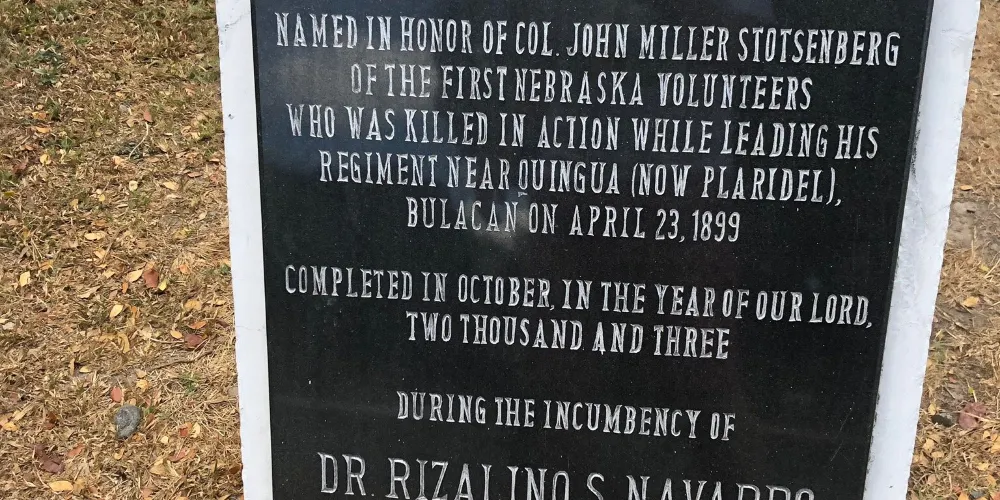 NAMED IN HONOR OF COL. JOHN MILLER STOTSENBERG
OF THE FIRST NEBRASKA VOLUNTEERS
WHO WAS KILLED IN ACTION WHILE LEADING HIS
REGIMENT NEAR QUINGUA (NOW PLARIDEL),
BULACAN ON APRIL 23, 1899
COMPLETED IN OCTOBER, IN THE YEAR OF OUR LORD,
TWO THOUSAND AND THREE
DURING THE INCUMBENCY OF
DR. RIZALINO S. NAVARRO